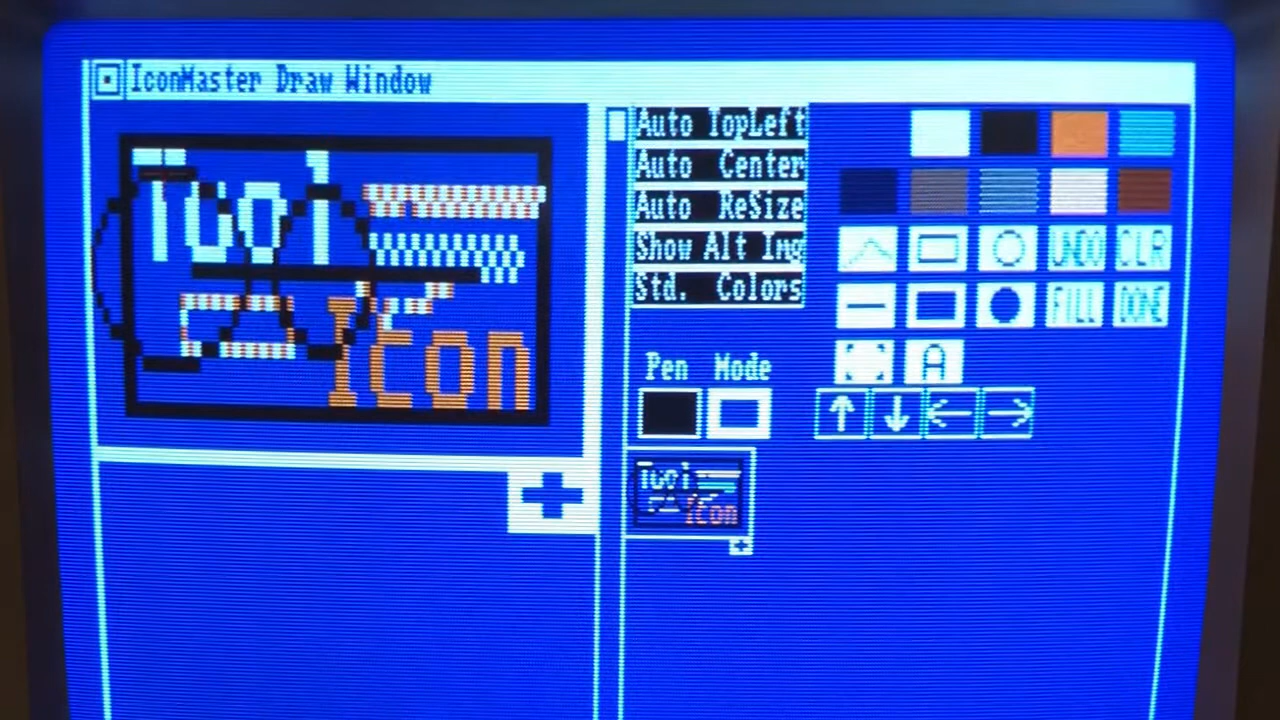 IconMaster Draw Window
Tool
Icon
Auto TopLeft
Auto Center
Auto ReSize
Show Alt Img
Std. Colors
UNDO CLR
FILL DONE
A
Pen Mode
Tool
Icon